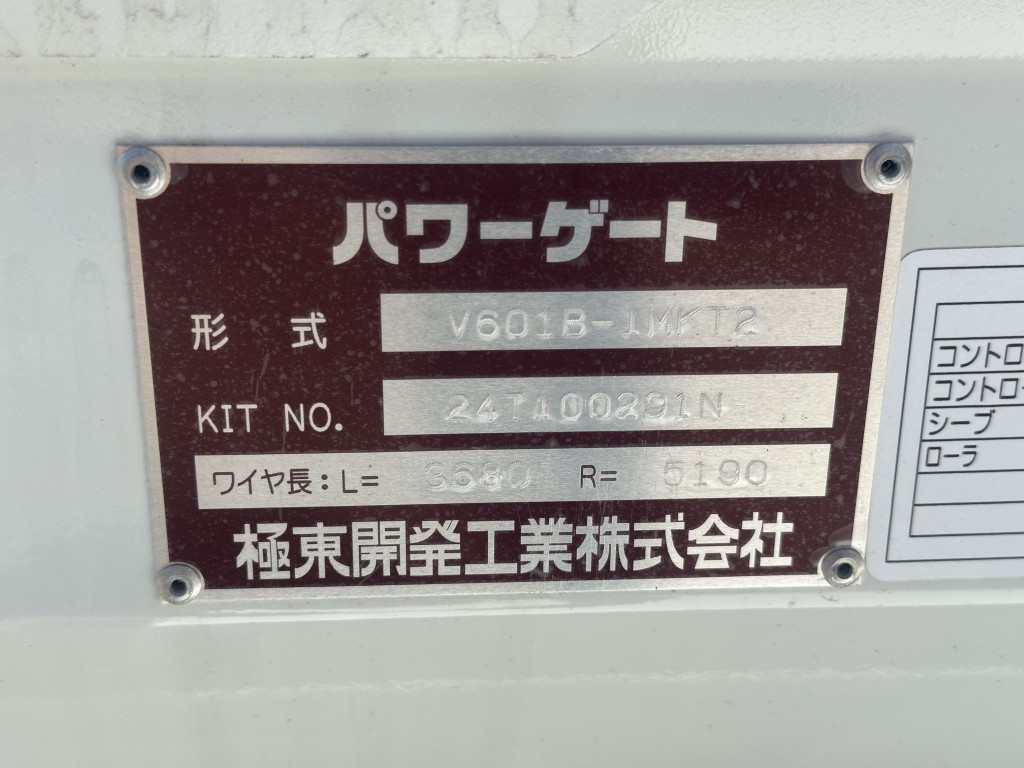 パワーゲート
形 式 V601B-1MKT2
KIT NO. 24T100291N
ワイヤ長:L= 3680 R= 5190
極東開発工業株式会社
コントロ
コントロー
シーブ
ローラ